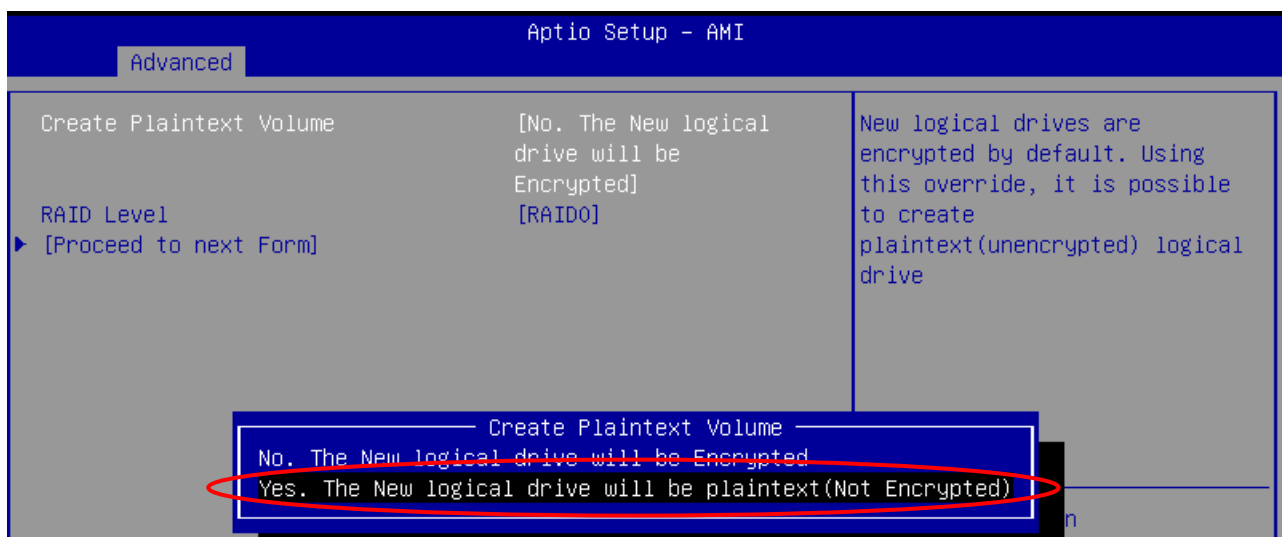 Aptio Setup – AMI
Advanced
Create Plaintext Volume
[No. The New logical
drive will be
Encrypted]
RAID Level
[RAID0]
[Proceed to next Form]
New logical drives are
encrypted by default. Using
this override, it is possible
to create
plaintext(unencrypted) logical
drive
Create Plaintext Volume
No. The New logical drive will be Encrypted
Yes. The New logical drive will be plaintext(Not Encrypted)
n